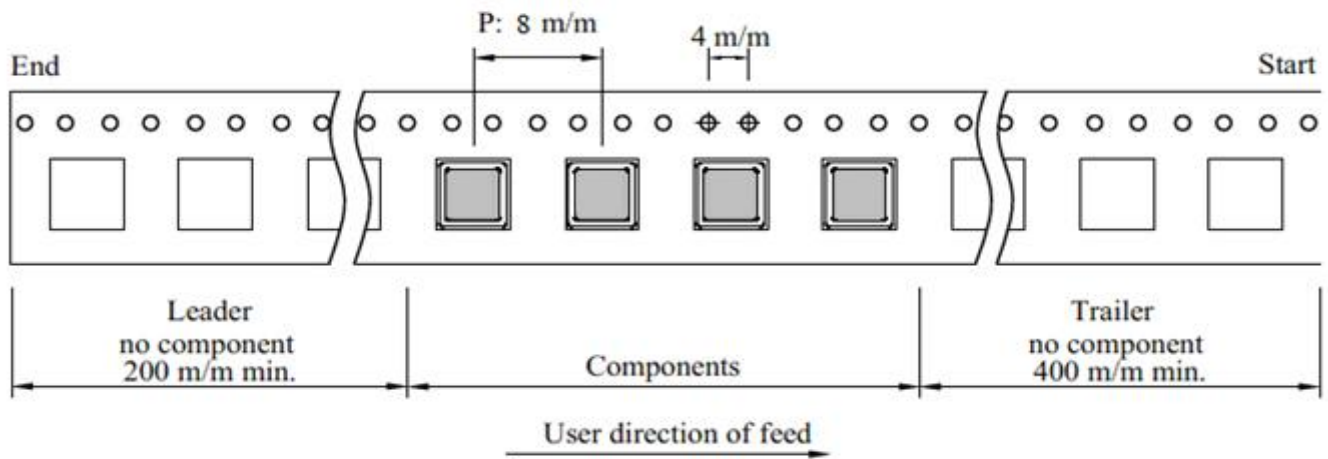 P: 8 m/m
4 m/m
End
Start
Leader
no component
200 m/m min.
Components
Trailer
no component
400 m/m min.
User direction of feed